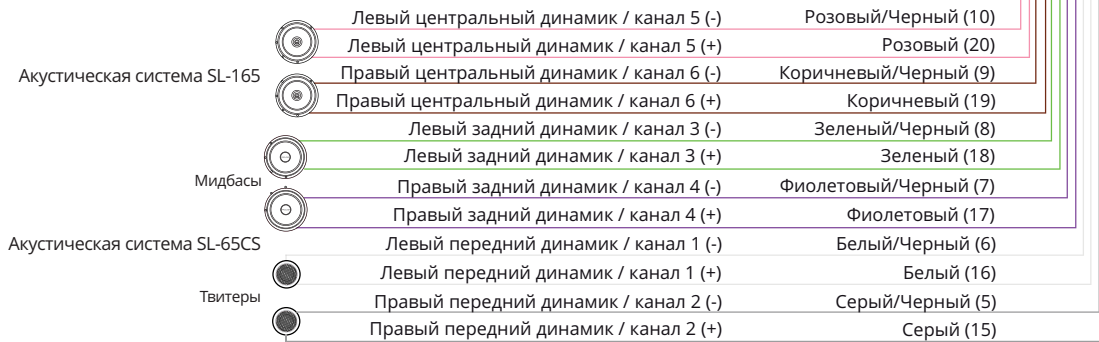 Левый центральный динамик / канал 5 (-) Розовый/Черный (10)
Левый центральный динамик / канал 5 (+) Розовый (20)
Акустическая система SL-165
Правый центральный динамик / канал 6 (-) Коричневый/Черный (9)
Правый центральный динамик / канал 6 (+) Коричневый (19)
Левый задний динамик / канал 3 (-) Зеленый/Черный (8)
Левый задний динамик / канал 3 (+) Зеленый (18)
Мидбасы
Правый задний динамик / канал 4 (-) Фиолетовый/Черный (7)
Правый задний динамик / канал 4 (+) Фиолетовый (17)
Акустическая система SL-65CS
Левый передний динамик / канал 1 (-) Белый/Черный (6)
Левый передний динамик / канал 1 (+) Белый (16)
Твитеры
Правый передний динамик / канал 2 (-) Серый/Черный (5)
Правый передний динамик / канал 2 (+) Серый (15)